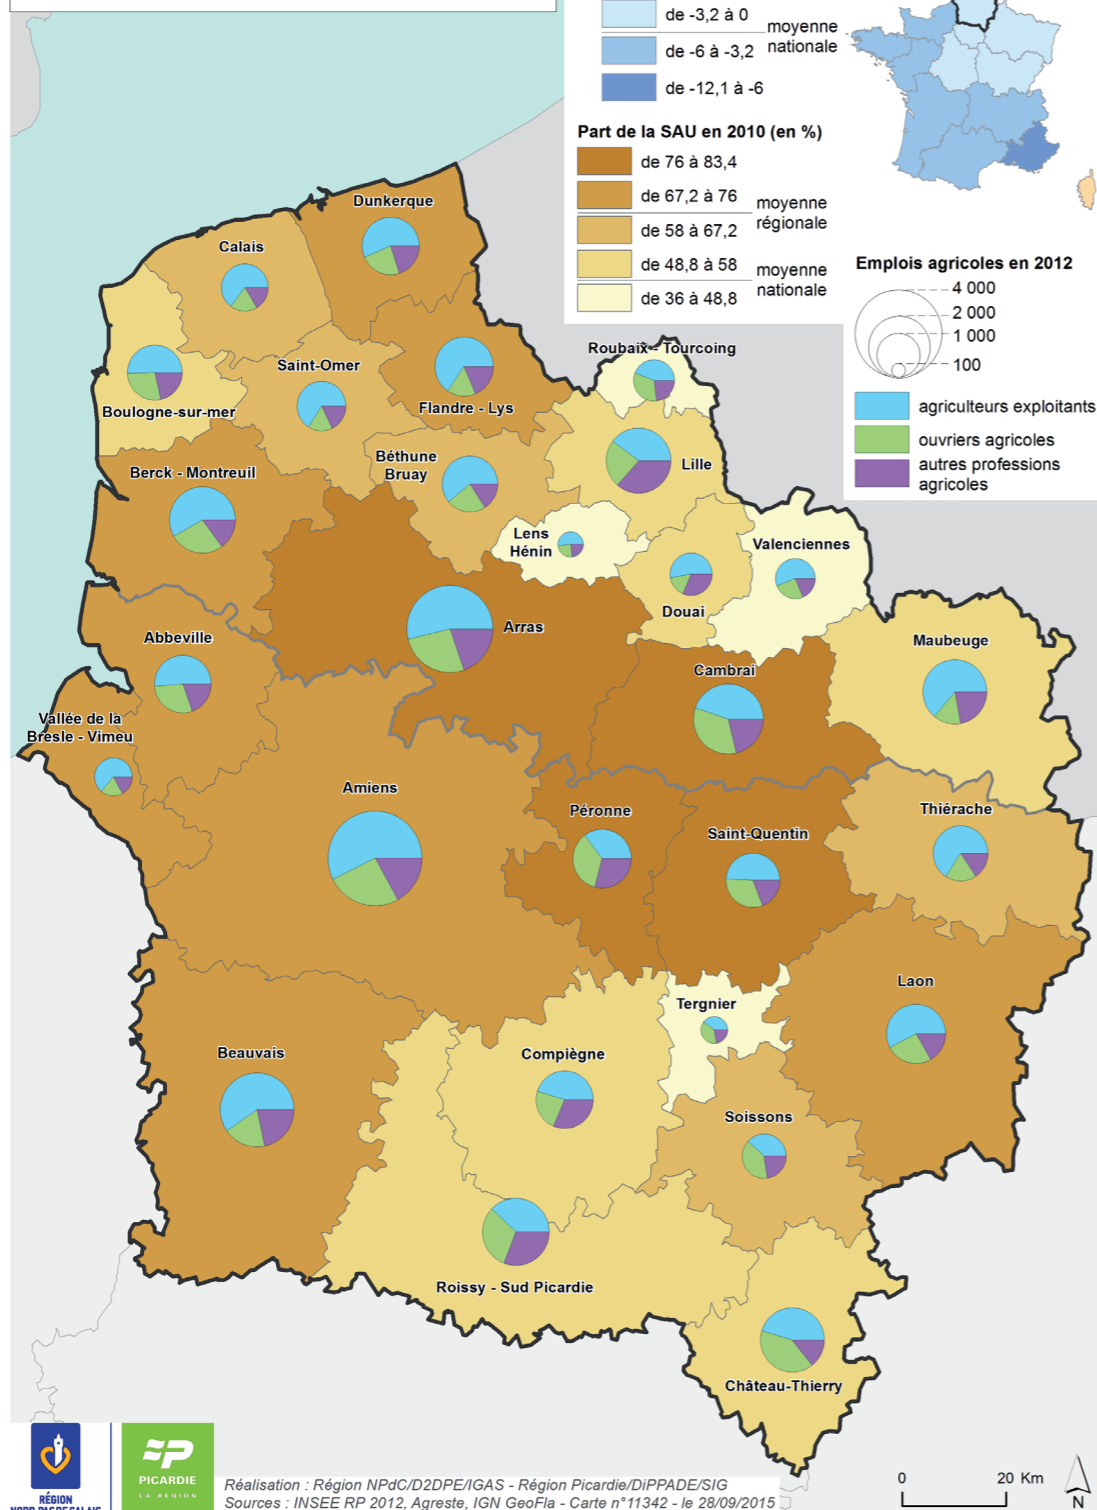 de -3,2 à 0
moyenne
nationale
de -6 à -3,2
de -12,1 à -6
Part de la SAU en 2010 (en %)
de 76 à 83,4
de 67,2 à 76
moyenne
régionale
de 58 à 67,2
de 48,8 à 58
moyenne
nationale
de 36 à 48,8
Emplois agricoles en 2012
4 000
2 000
1 000
100
agriculteurs exploitants
ouvriers agricoles
autres professions
agricoles
Dunkerque
Calais
Roubaix - Tourcoing
Saint-Omer
Boulogne-sur-mer
Flandre - Lys
Béthune
Bruay
Lille
Berck - Montreuil
Lens
Hénin
Valenciennes
Douai
Arras
Abbeville
Maubeuge
Cambrai
Vallée de la
Bresle - Vimeu
Amiens
Péronne
Saint-Quentin
Thiérache
Laon
Tergnier
Beauvais
Compiègne
Soissons
Roissy - Sud Picardie
Château-Thierry
RÉGION
NORD-PAS DE CALAIS
PICARDIE
LA RÉGION
Réalisation : Région NPdC/D2DPE/IGAS - Région Picardie/DiPPADE/SIG
Sources : INSEE RP 2012, Agreste, IGN GeoFla - Carte n°11342 - le 28/09/2015
0
20 Km
N